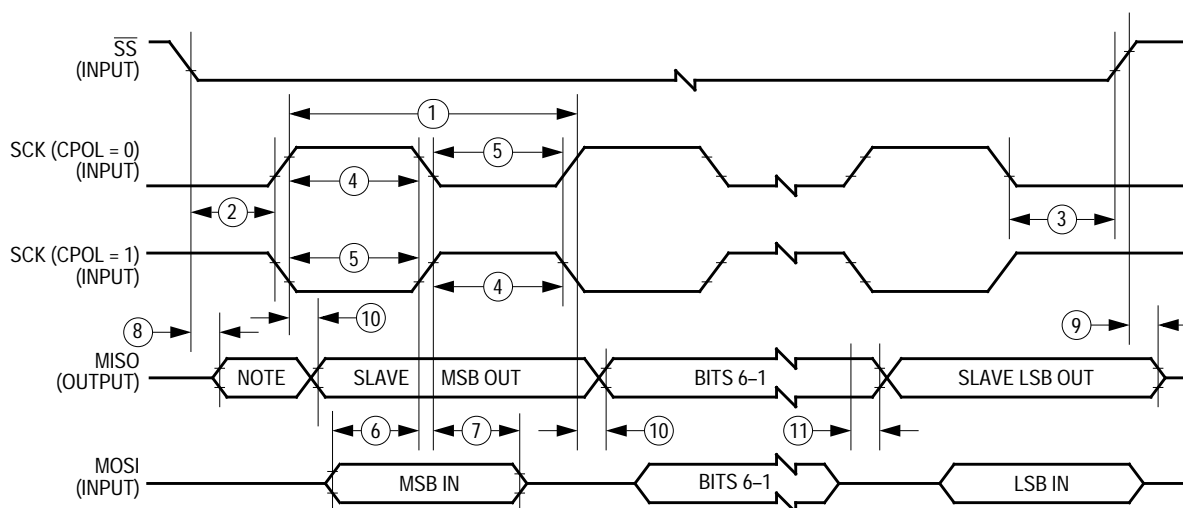 SS
(INPUT)
1
SCK (CPOL = 0)
(INPUT)
5
4
2
3
SCK (CPOL = 1)
(INPUT)
5
4
8
10
9
MISO
(OUTPUT)
NOTE
SLAVE
MSB OUT
BITS 6–1
SLAVE LSB OUT
6
7
10
11
MOSI
(INPUT)
MSB IN
BITS 6–1
LSB IN